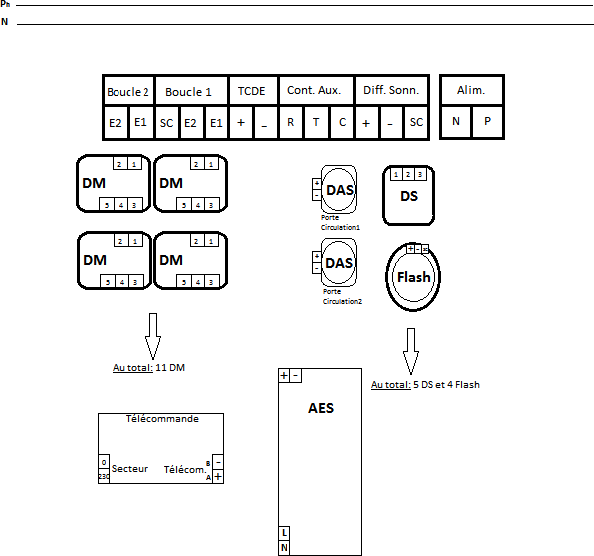 Ph
N
Boucle 2 Boucle 1 TCDE Cont. Aux. Diff. Sonn. Alim.
E2 E1 SC E2 E1 + _ R T C + - SC N P
2 1 2 1 1 2 3
DM DM + - DAS DS
5 4 3 5 4 3
Porte
Circulation1
2 1 2 1 + - SC
DM DM + - DAS Flash
5 4 3 5 4 3
Porte
Circulation2
Au total: 11 DM
+ -
Au total: 5 DS et 4 Flash
AES
Télécommande
0 B -
Secteur Télécom.
230 A +
L
N